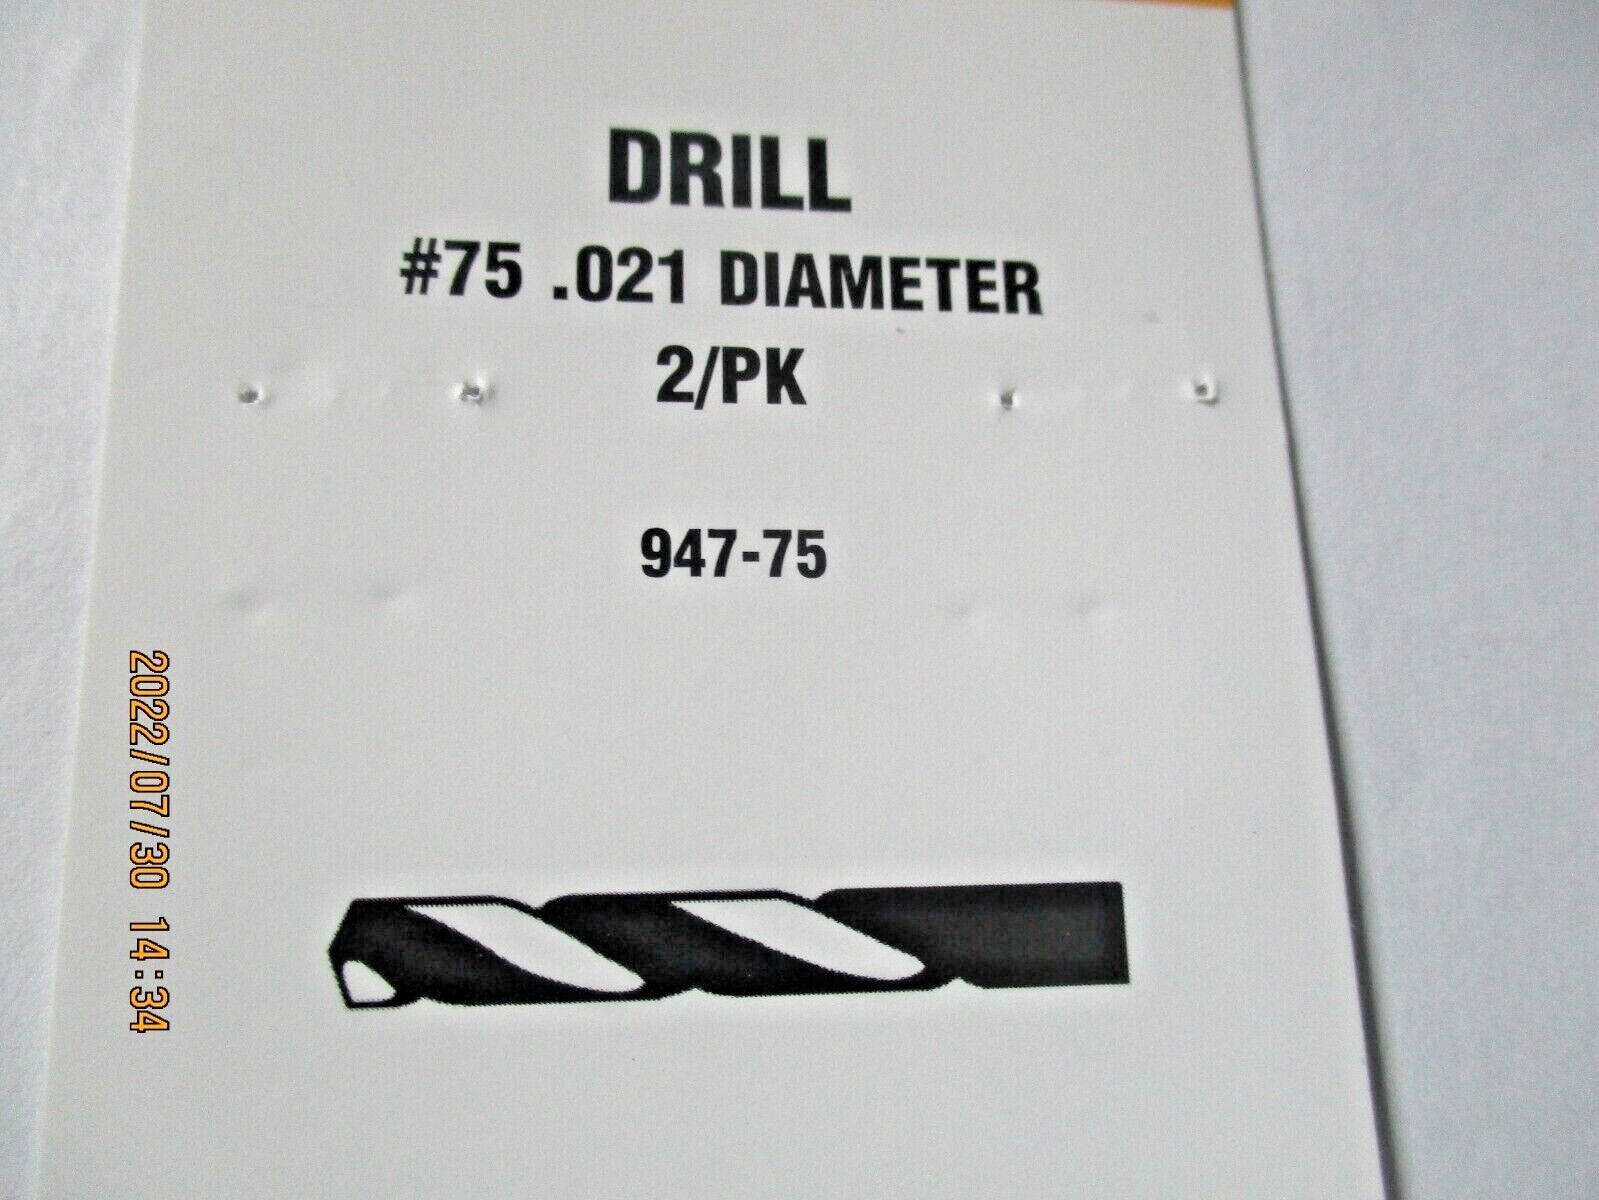 DRILL
#75 .021 DIAMETER
2/PK
947-75
2022/07/30 14:34